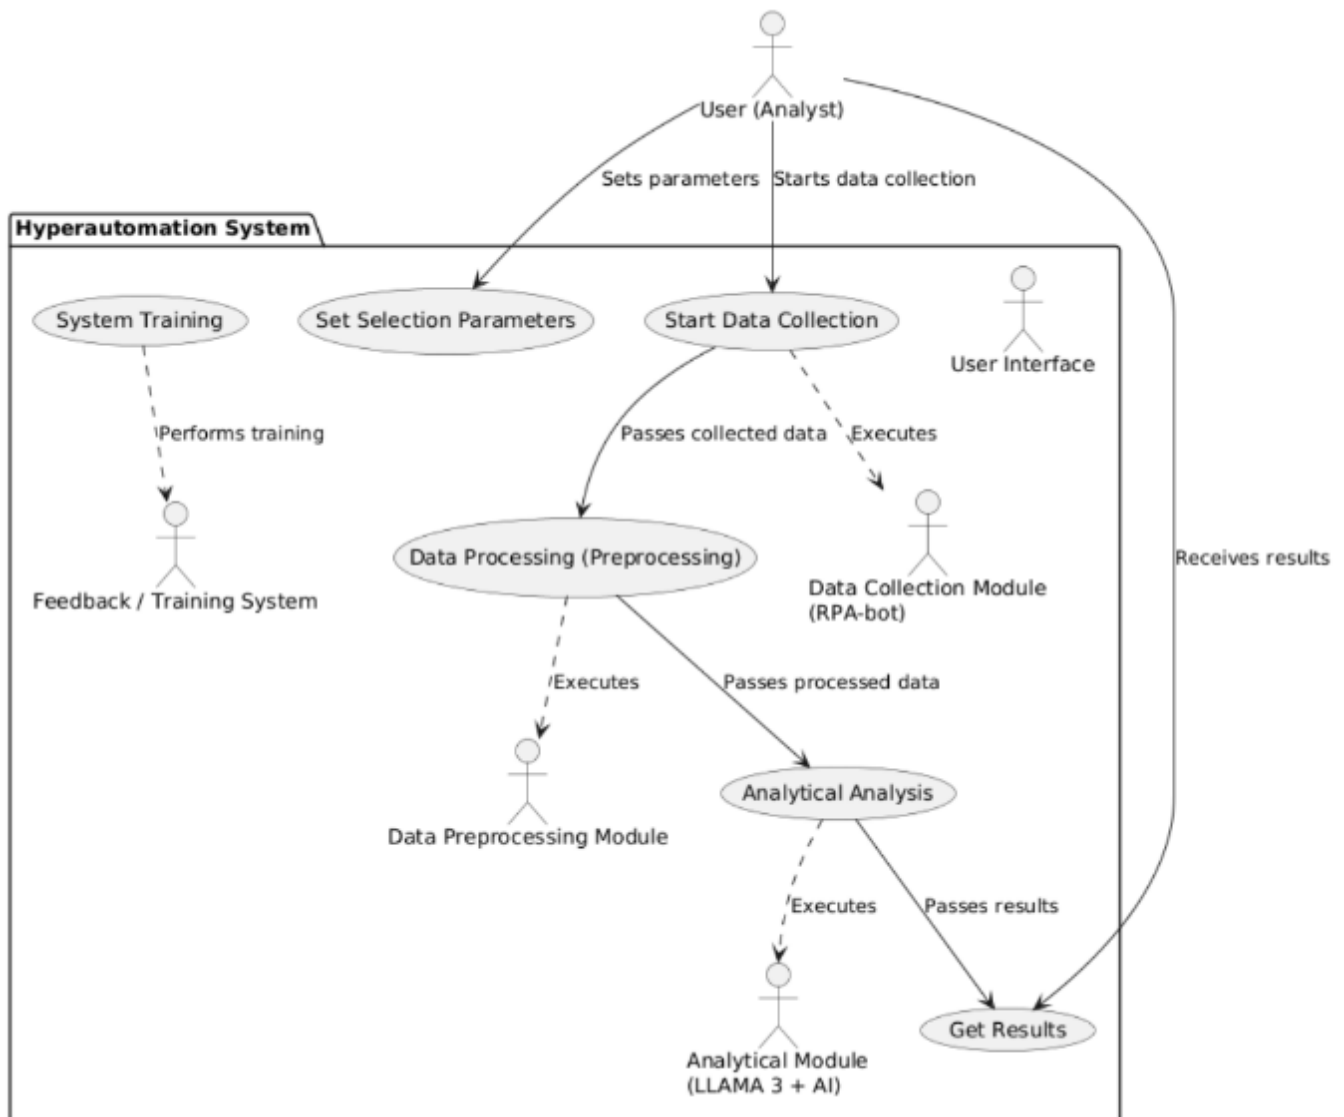 User (Analyst)
Sets parameters
Starts data collection
Hyperautomation System
System Training
Set Selection Parameters
Start Data Collection
User Interface
Performs training
Passes collected data
Executes
Feedback / Training System
Data Processing (Preprocessing)
Data Collection Module
(RPA-bot)
Receives results
Executes
Passes processed data
Data Preprocessing Module
Analytical Analysis
Executes
Passes results
Get Results
Analytical Module
(LLAMA 3 + AI)